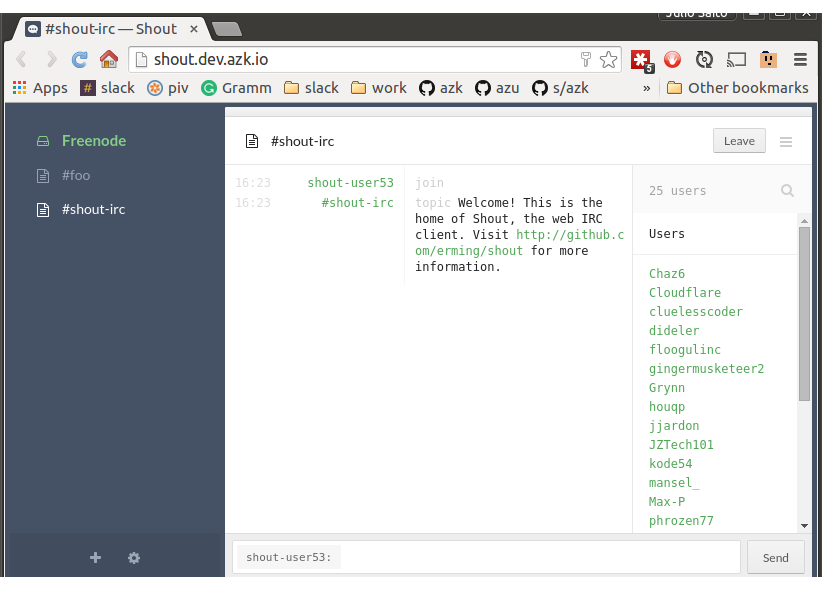 Julio Saito
#shout-irc — Shout ×
shout.dev.azk.io
5
Apps # slack piv G Gramm slack work azk azu s/azk » Other bookmarks
Freenode
#foo
#shout-irc
#shout-irc
Leave
16:23 shout-user53 join
16:23 #shout-irc topic Welcome! This is the
home of Shout, the web IRC
client. Visit http://github.c
om/erming/shout for more
information.
25 users
Users
Chaz6
Cloudflare
cluelesscoder
dideler
floogulinc
gingermusketeer2
Grynn
houqp
jjardon
JZTech101
kode54
mansel_
Max-P
phrozen77
+
shout-user53:
Send